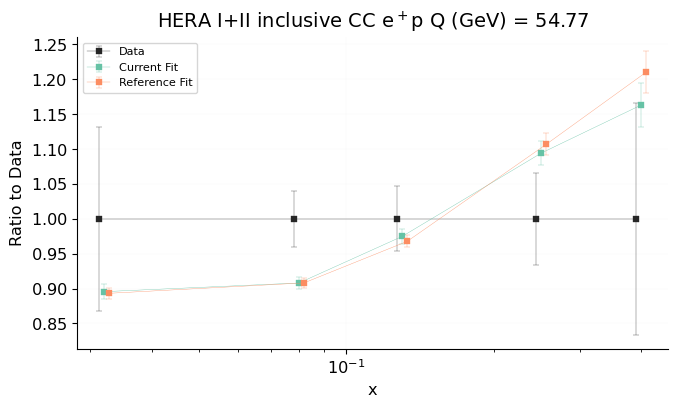 HERA I+II inclusive CC e⁺p Q (GeV) = 54.77
Data
Current Fit
Reference Fit
Ratio to Data
1.25
1.20
1.15
1.10
1.05
1.00
0.95
0.90
0.85
10⁻¹
x